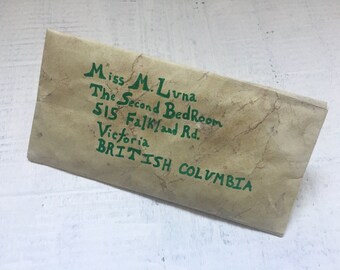 Miss M. Luna
The Second BedRoom
515 Falkland Rd.
Victoria
BRITISH COLUMBIA